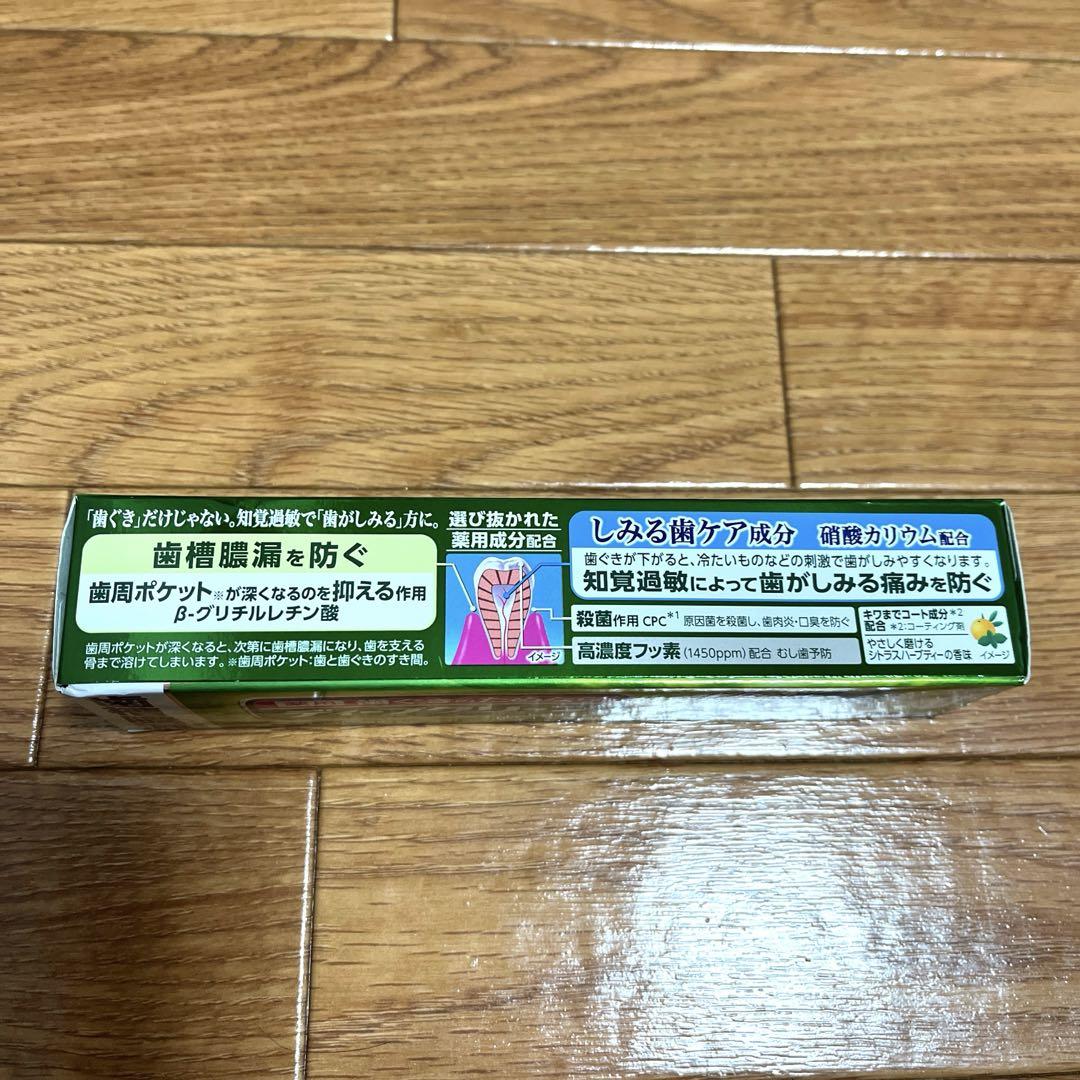 「歯ぐき」だけじゃない。知覚過敏で「歯がしみる」方に。
歯槽膿漏を防ぐ
歯周ポケット※が深くなるのを抑える作用
β-グリチルレチン酸
歯周ポケットが深くなると、次第に歯槽膿漏になり、歯を支える
骨まで溶けてしまいます。※歯周ポケット:歯と歯ぐきのすき間。
選び抜かれた
薬用成分配合
イメージ
しみる歯ケア成分 硝酸カリウム配合
歯ぐきが下がると、冷たいものなどの刺激で歯がしみやすくなります。
知覚過敏によって歯がしみる痛みを防ぐ
殺菌作用 CPC*1 原因菌を殺菌し、歯肉炎・口臭を防ぐ
高濃度フッ素(1450ppm)配合 むし歯予防
キワまでコート成分*2
配合 *2:コーティング剤
やさしく磨ける
シトラスハーブティーの香味
イメージ